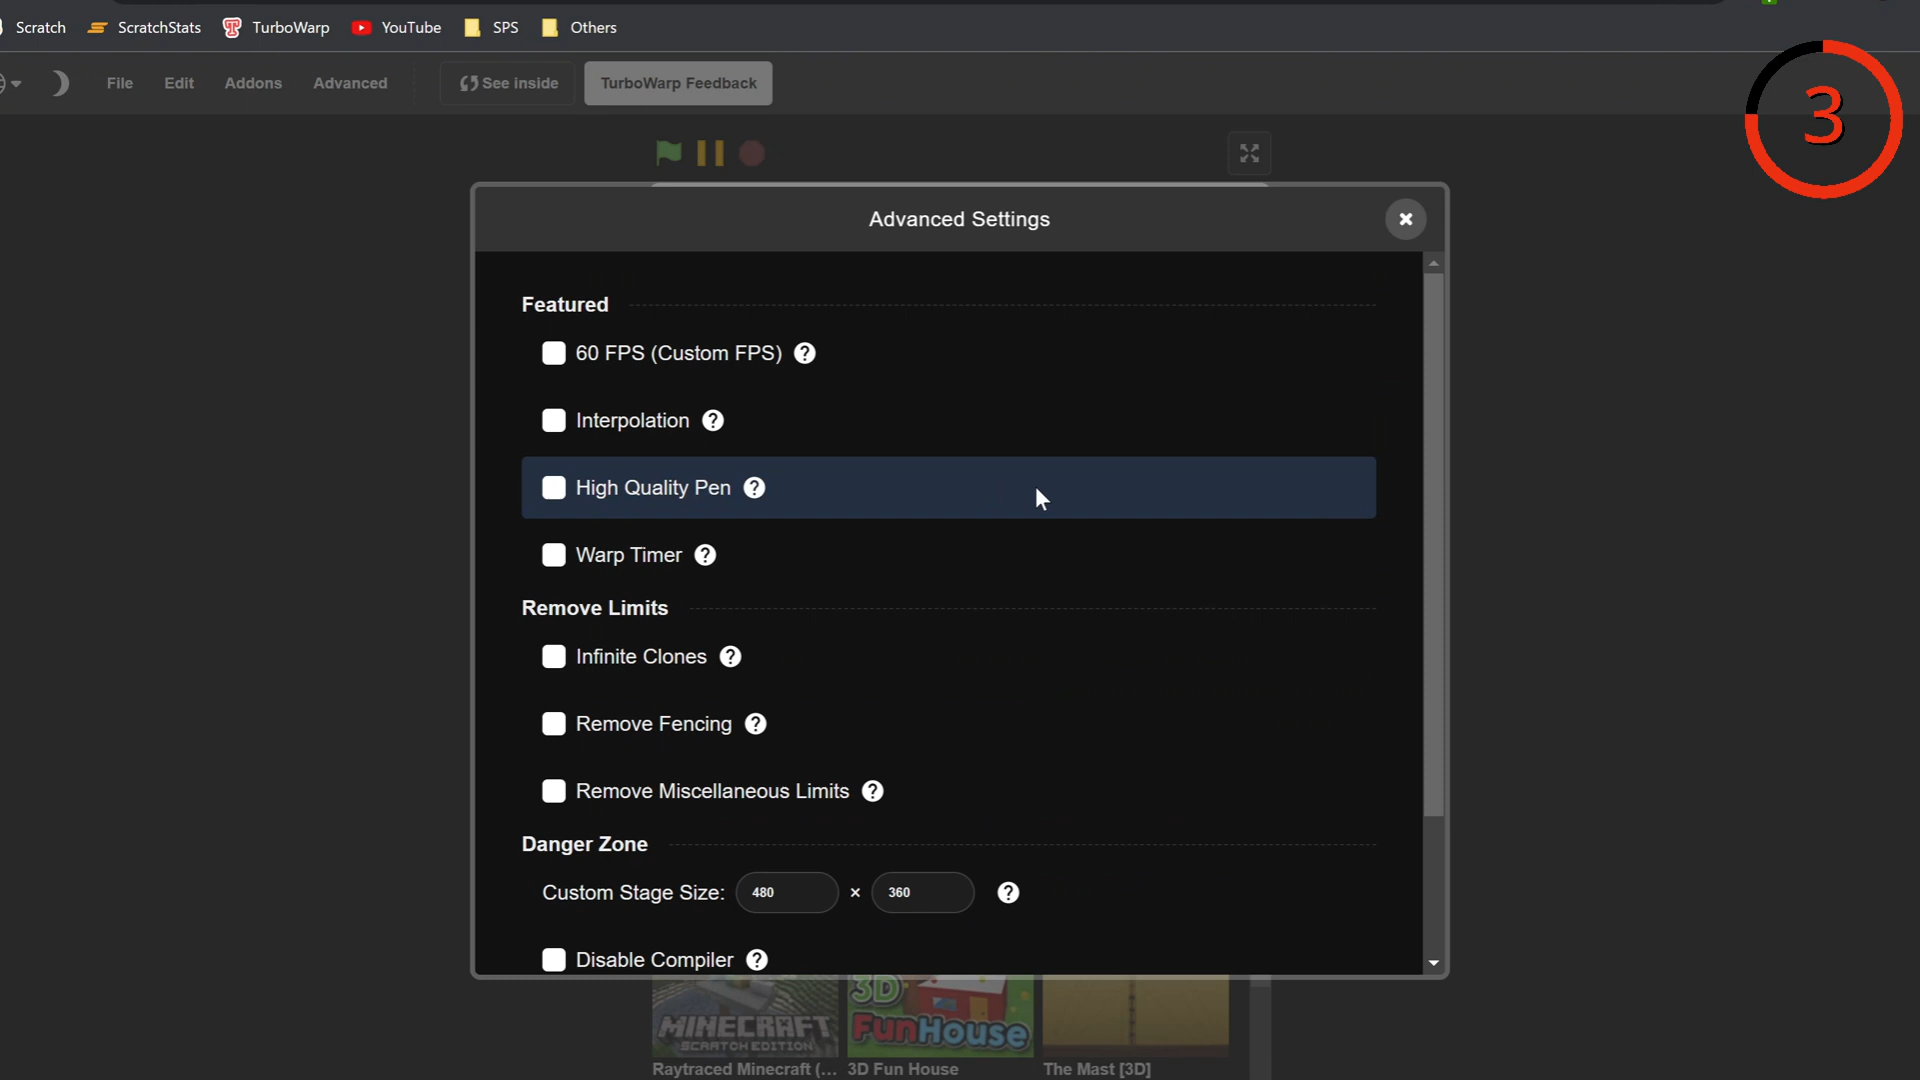 Scratch ScratchStats TurboWarp YouTube SPS Others
File Edit Addons Advanced See inside TurboWarp Feedback
3
Advanced Settings
Featured
60 FPS (Custom FPS) ?
Interpolation ?
High Quality Pen ?
Warp Timer ?
Remove Limits
Infinite Clones ?
Remove Fencing ?
Remove Miscellaneous Limits ?
Danger Zone
Custom Stage Size: 480 × 360 ?
Disable Compiler ?
MINECRAFT
SCRATCH EDITION
3D
FunHouse
Raytraced Minecraft (... 3D Fun House The Mast [3D]